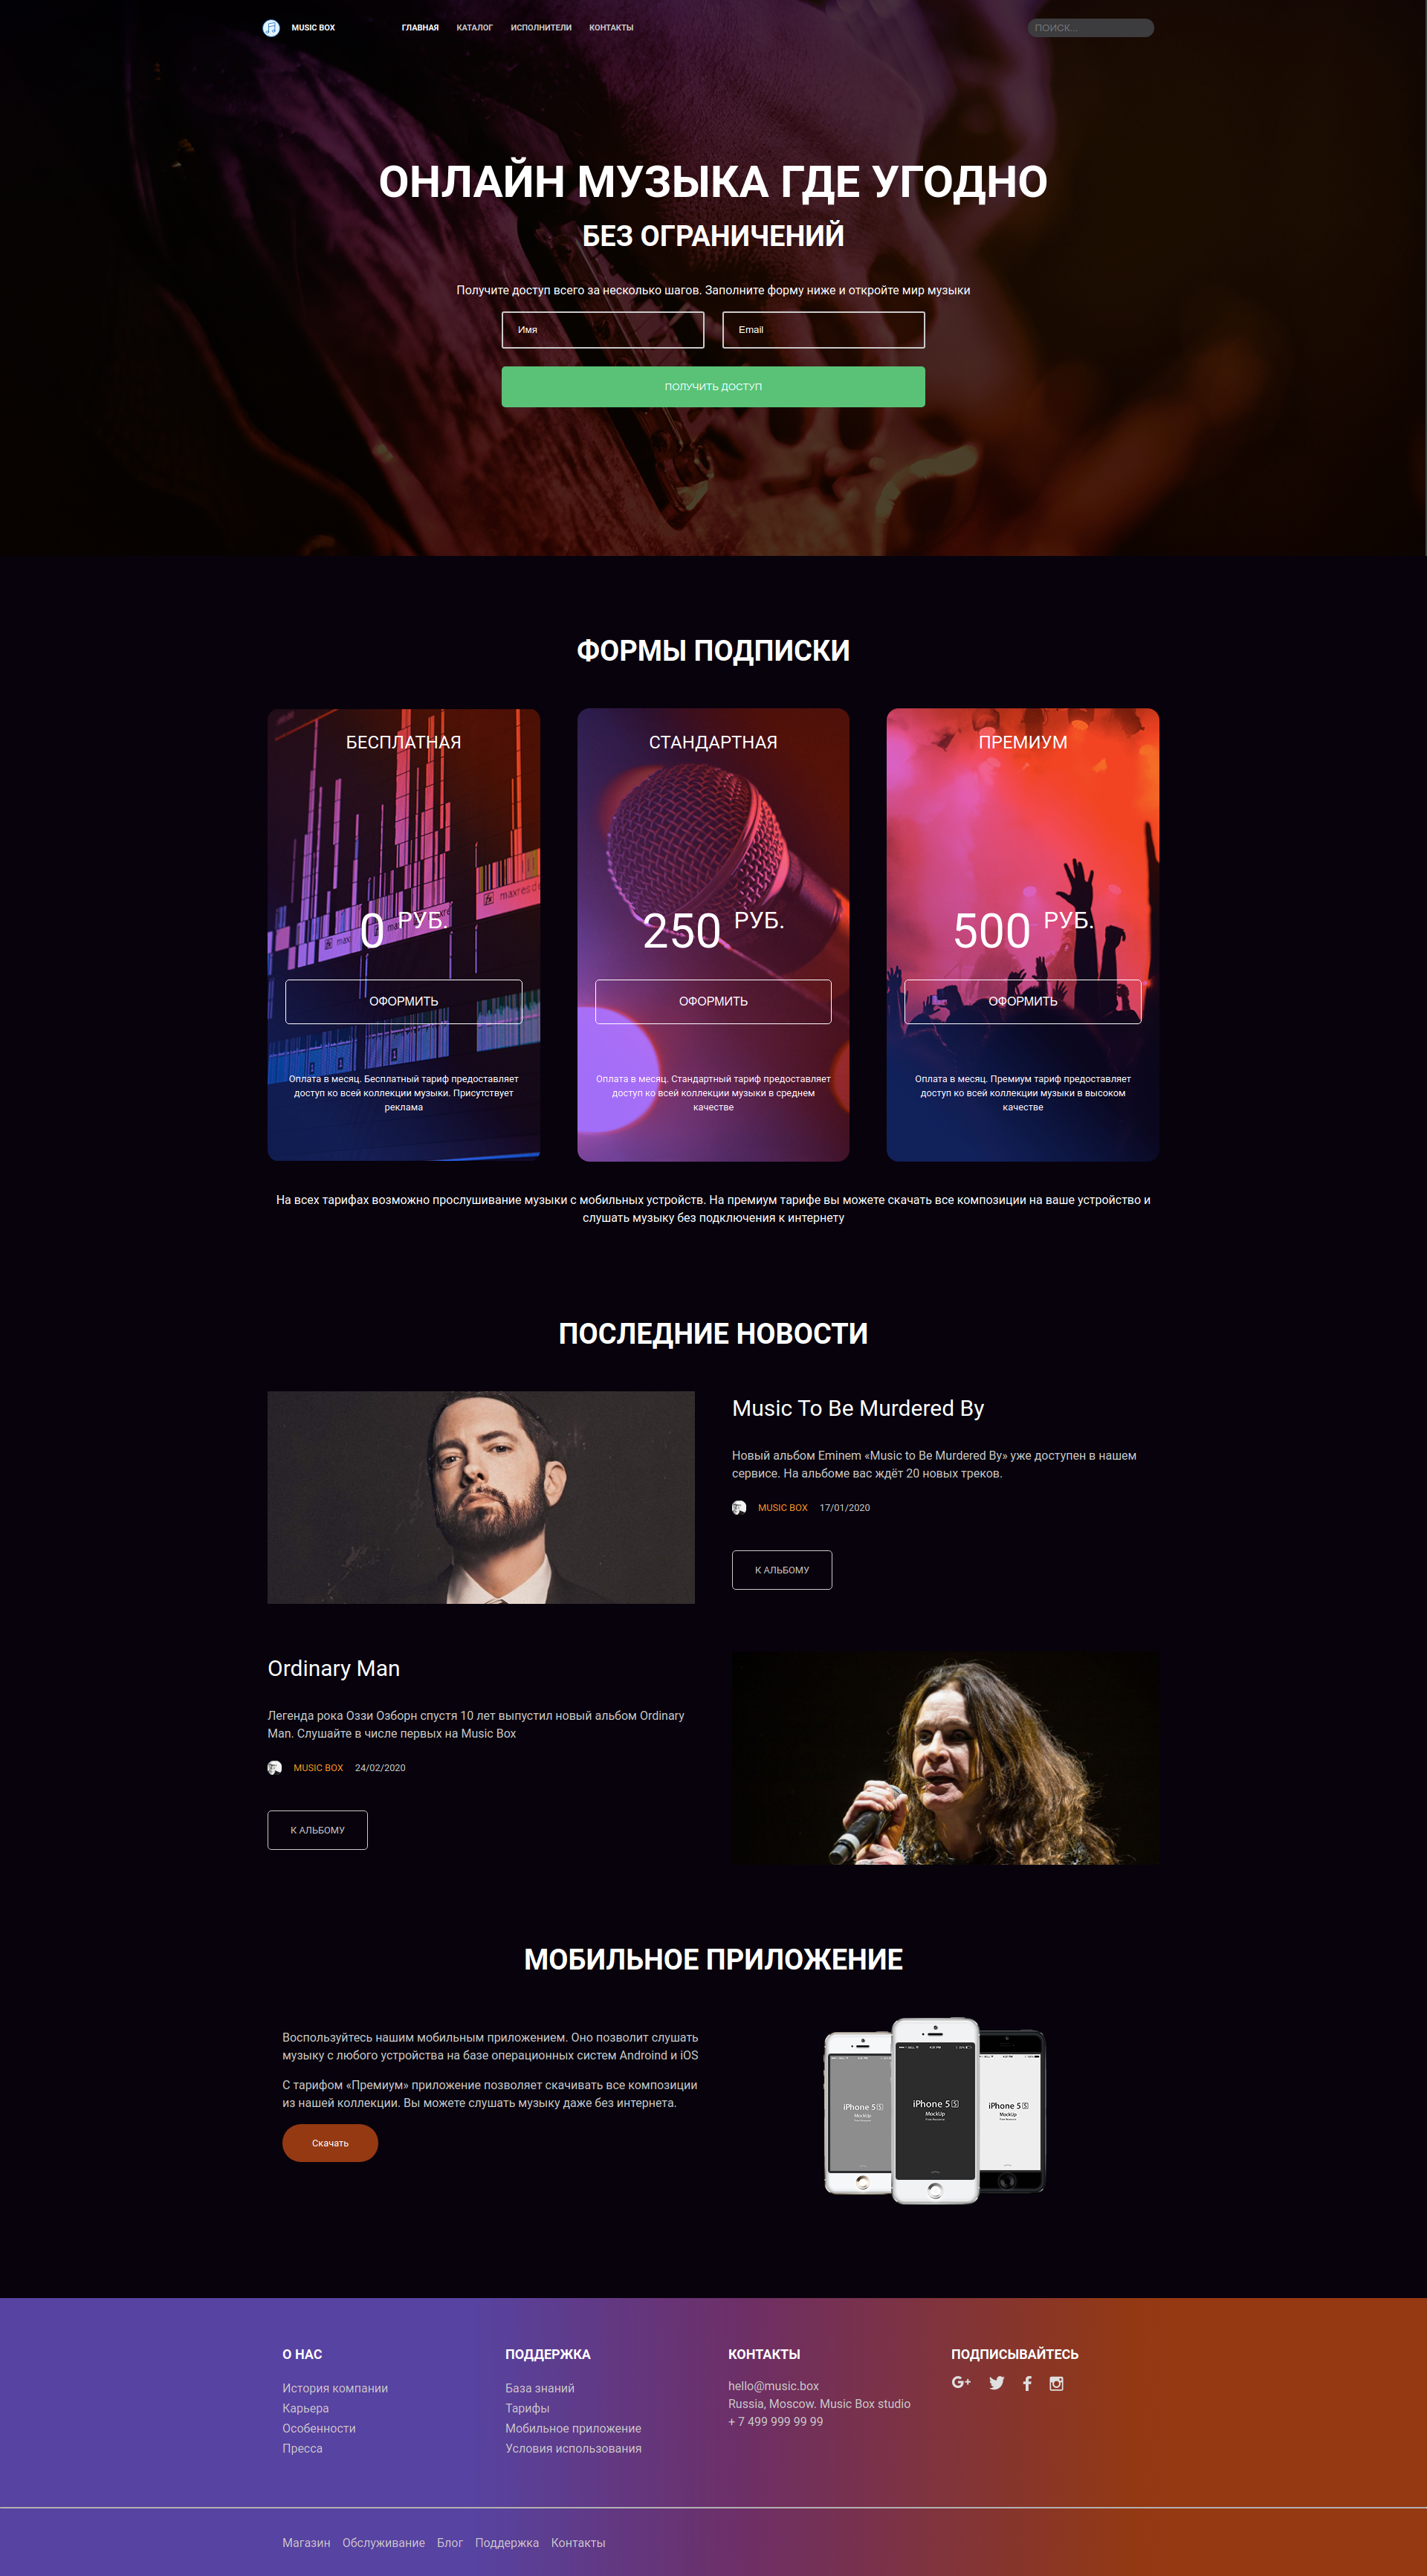 MUSIC BOX ГЛАВНАЯ КАТАЛОГ ИСПОЛНИТЕЛИ КОНТАКТЫ ПОИСК...
ОНЛАЙН МУЗЫКА ГДЕ УГОДНО
БЕЗ ОГРАНИЧЕНИЙ
Получите доступ всего за несколько шагов. Заполните форму ниже и откройте мир музыки
Имя Email
ПОЛУЧИТЬ ДОСТУП
ФОРМЫ ПОДПИСКИ
БЕСПЛАТНАЯ
0 РУБ.
ОФОРМИТЬ
Оплата в месяц. Бесплатный тариф предоставляет
доступ ко всей коллекции музыки. Присутствует
реклама
СТАНДАРТНАЯ
250 РУБ.
ОФОРМИТЬ
Оплата в месяц. Стандартный тариф предоставляет
доступ ко всей коллекции музыки в среднем
качестве
ПРЕМИУМ
500 РУБ.
ОФОРМИТЬ
Оплата в месяц. Премиум тариф предоставляет
доступ ко всей коллекции музыки в высоком
качестве
На всех тарифах возможно прослушивание музыки с мобильных устройств. На премиум тарифе вы можете скачать все композиции на ваше устройство и
слушать музыку без подключения к интернету
ПОСЛЕДНИЕ НОВОСТИ
Music To Be Murdered By
Новый альбом Eminem «Music to Be Murdered By» уже доступен в нашем
сервисе. На альбоме вас ждёт 20 новых треков.
MUSIC BOX 17/01/2020
К АЛЬБОМУ
Ordinary Man
Легенда рока Оззи Озборн спустя 10 лет выпустил новый альбом Ordinary
Man. Слушайте в числе первых на Music Box
MUSIC BOX 24/02/2020
К АЛЬБОМУ
МОБИЛЬНОЕ ПРИЛОЖЕНИЕ
Воспользуйтесь нашим мобильным приложением. Оно позволит слушать
музыку с любого устройства на базе операционных систем Androind и iOS
С тарифом «Премиум» приложение позволяет скачивать все композиции
из нашей коллекции. Вы можете слушать музыку даже без интернета.
Скачать
iPhone 5 S
MockUp
iPhone 5 S
MockUp
iPhone 5 S
MockUp
О НАС
История компании
Карьера
Особенности
Пресса
ПОДДЕРЖКА
База знаний
Тарифы
Мобильное приложение
Условия использования
КОНТАКТЫ
hello@music.box
Russia, Moscow. Music Box studio
+ 7 499 999 99 99
ПОДПИСЫВАЙТЕСЬ
G+
Магазин Обслуживание Блог Поддержка Контакты